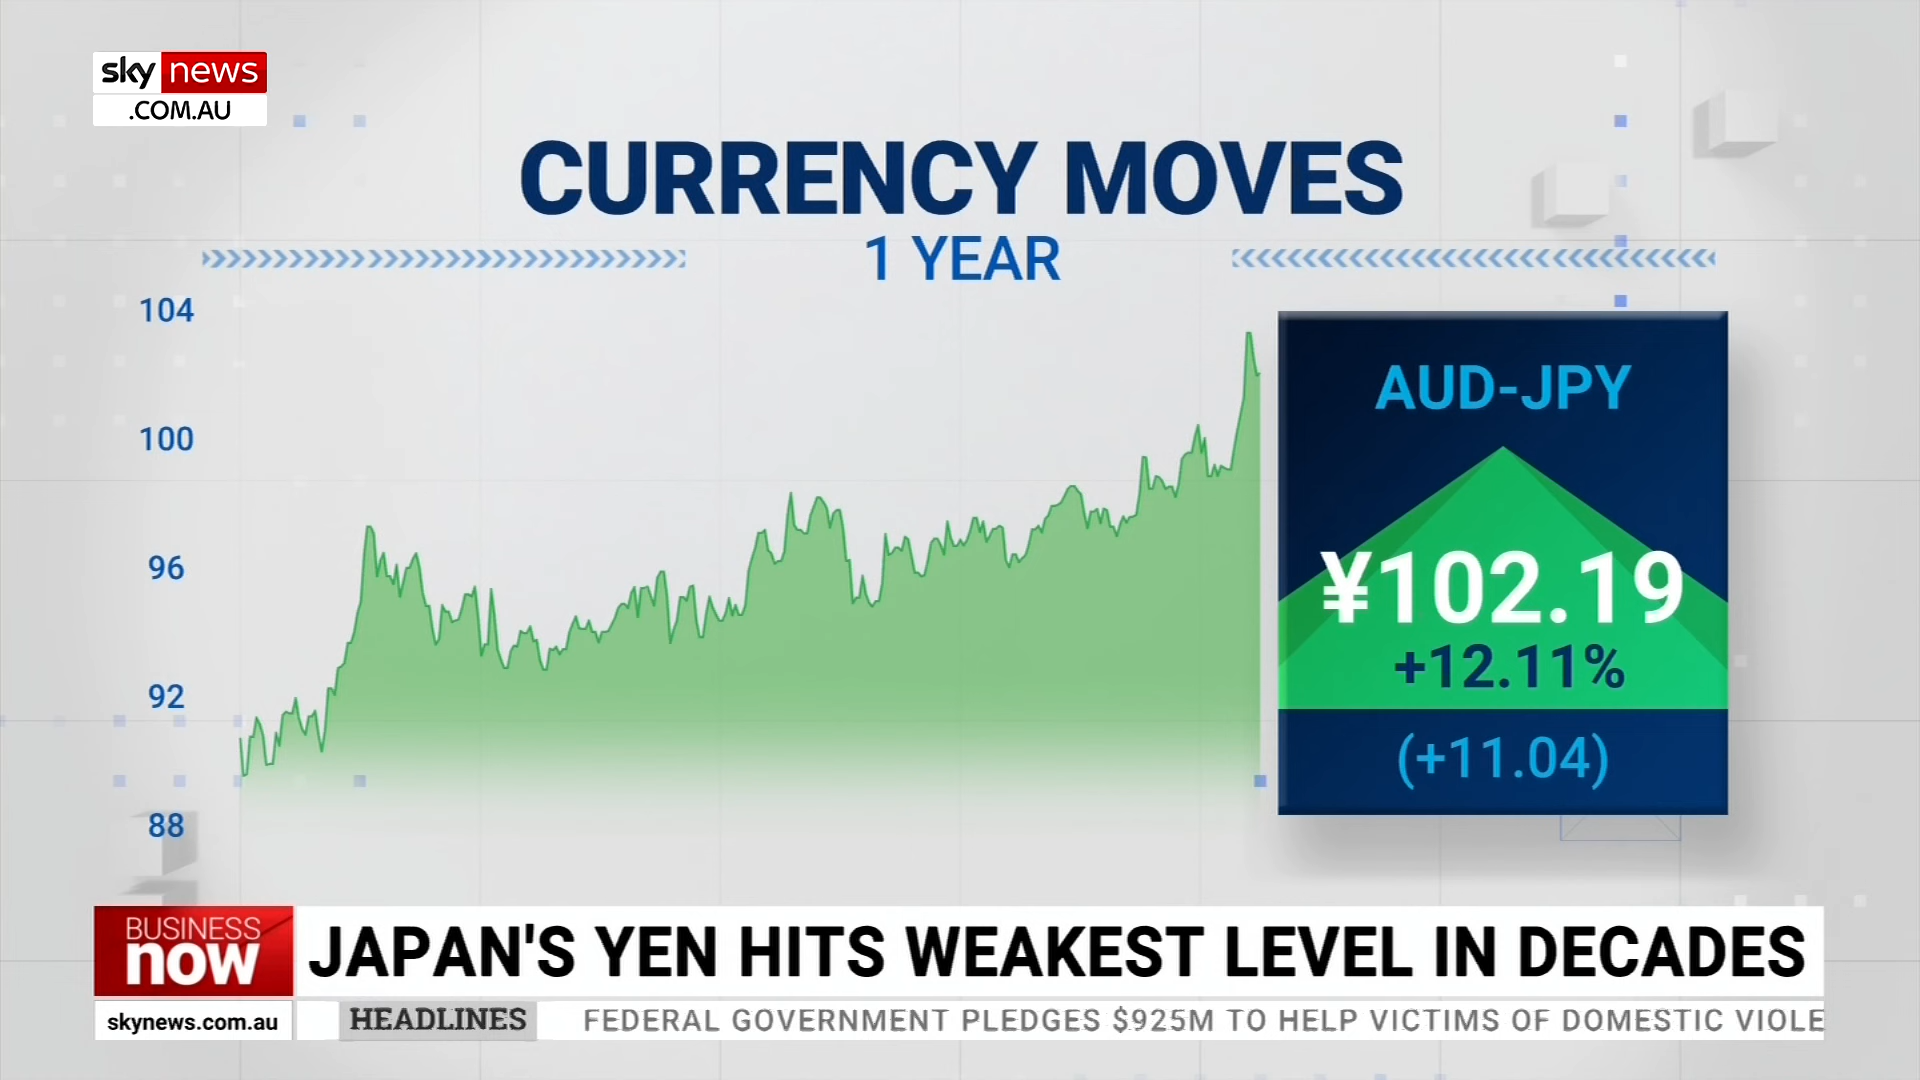 sky news
.COM.AU
CURRENCY MOVES
1 YEAR
104
100
96
92
88
AUD-JPY
¥102.19
+12.11%
(+11.04)
BUSINESS
now
JAPAN'S YEN HITS WEAKEST LEVEL IN DECADES
skynews.com.au
HEADLINES
FEDERAL GOVERNMENT PLEDGES $925M TO HELP VICTIMS OF DOMESTIC VIOLE